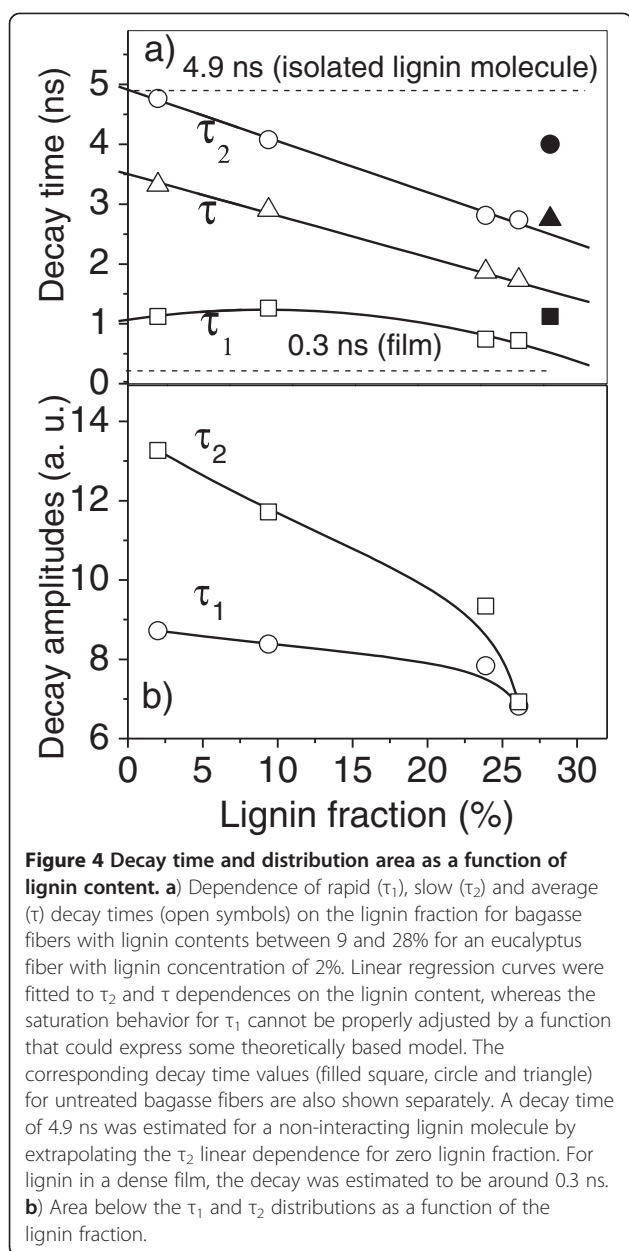 a)
4.9 ns (isolated lignin molecule)
5
4
3
2
1
0
Decay time (ns)
τ2
τ
τ1
0.3 ns (film)
14
12
10
8
6
Decay amplitudes (a. u.)
τ2
τ1
b)
0 5 10 15 20 25 30
Lignin fraction (%)
Figure 4 Decay time and distribution area as a function of
lignin content. a) Dependence of rapid (τ1), slow (τ2) and average
(τ) decay times (open symbols) on the lignin fraction for bagasse
fibers with lignin contents between 9 and 28% for an eucalyptus
fiber with lignin concentration of 2%. Linear regression curves were
fitted to τ2 and τ dependences on the lignin content, whereas the
saturation behavior for τ1 cannot be properly adjusted by a function
that could express some theoretically based model. The
corresponding decay time values (filled square, circle and triangle)
for untreated bagasse fibers are also shown separately. A decay time
of 4.9 ns was estimated for a non-interacting lignin molecule by
extrapolating the τ2 linear dependence for zero lignin fraction. For
lignin in a dense film, the decay was estimated to be around 0.3 ns.
b) Area below the τ1 and τ2 distributions as a function of the
lignin fraction.